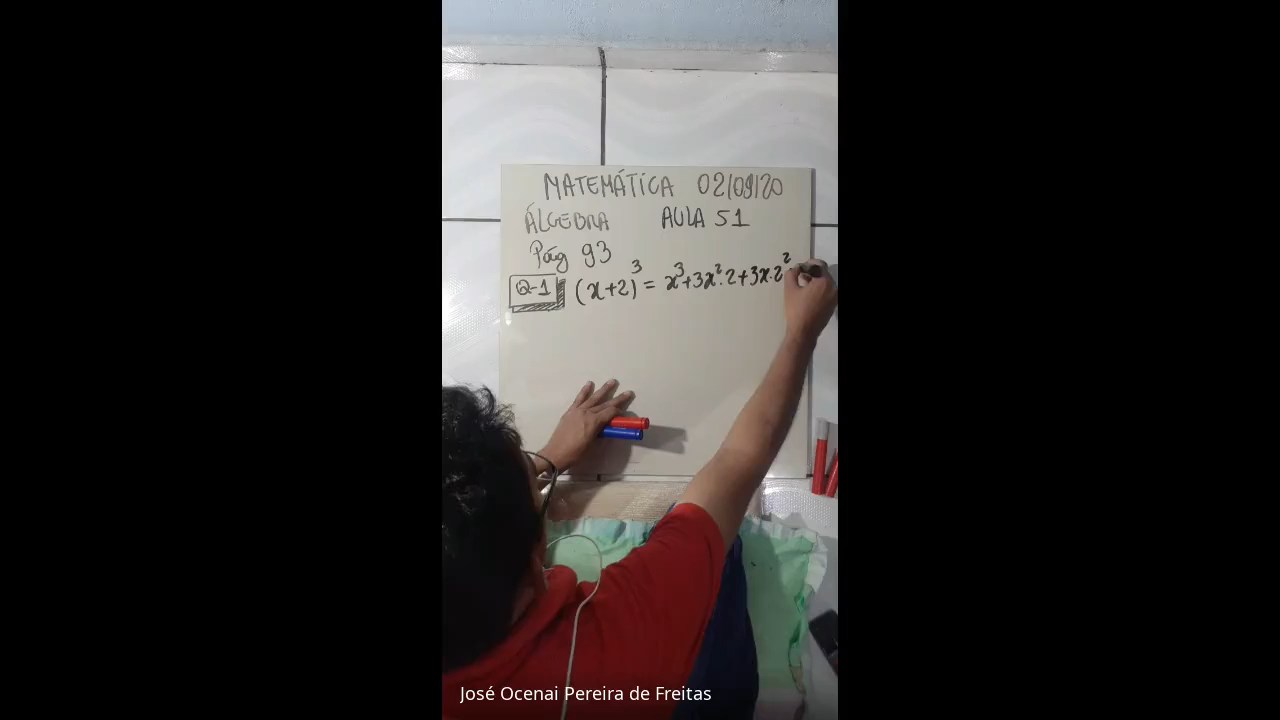 MATEMÁTICA 02/09/20
ÁLGEBRA AULA 51
Pág 93
Q-1 (x+2)³ = x³+3x².2+3x.2²
José Ocenai Pereira de Freitas